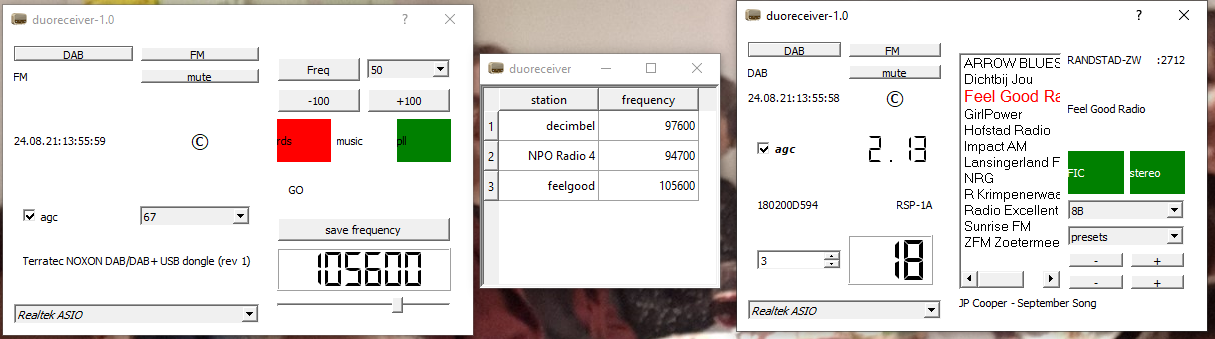 duoreceiver-1.0
DAB
FM
FM
mute
Freq
50
-100
+100
24.08.21:13:55:59
©
rds
music
pll
GO
agc
67
save frequency
Terratec NOXON DAB/DAB+ USB dongle (rev 1)
105600
Realtek ASIO
duoreceiver
station
frequency
1
decimbel
97600
2
NPO Radio 4
94700
3
feelgood
105600
duoreceiver-1.0
DAB
FM
DAB
mute
24.08.21:13:55:58
©
agc
2.13
180200D594
RSP-1A
3
18
Realtek ASIO
ARROW BLUES
Dichtbij Jou
Feel Good Ra
GirlPower
Hofstad Radio
Impact AM
Lansingerland F
NRG
R Krimpenerwaa
Radio Excellent
Sunrise FM
ZFM Zoetermee
RANDSTAD-ZW
:2712
Feel Good Radio
FIC
stereo
8B
presets
-
+
-
+
JP Cooper - September Song